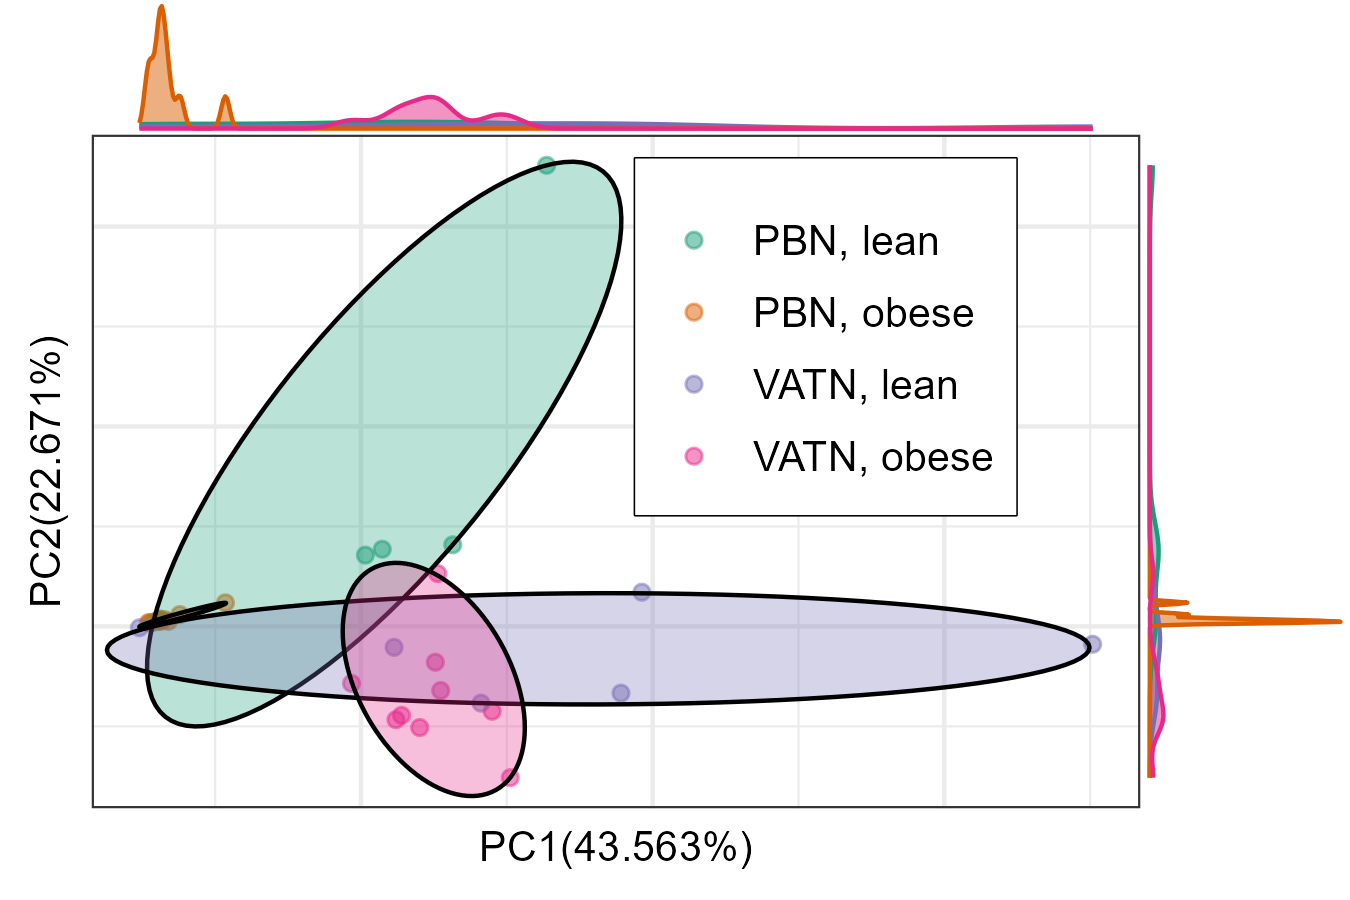 PBN, lean
PBN, obese
VATN, lean
VATN, obese
PC2(22.671%)
PC1(43.563%)